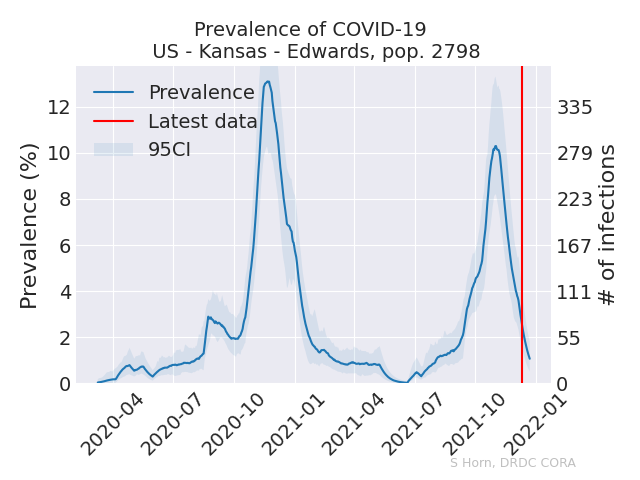 Prevalence of COVID-19
US - Kansas - Edwards, pop. 2798
Prevalence
Latest data
95CI
Prevalence (%)
12
10
8
6
4
2
0
335
279
223
167
111
55
0
# of infections
2020-04
2020-07
2020-10
2021-01
2021-04
2021-07
2021-10
2022-01
S Horn, DRDC CORA